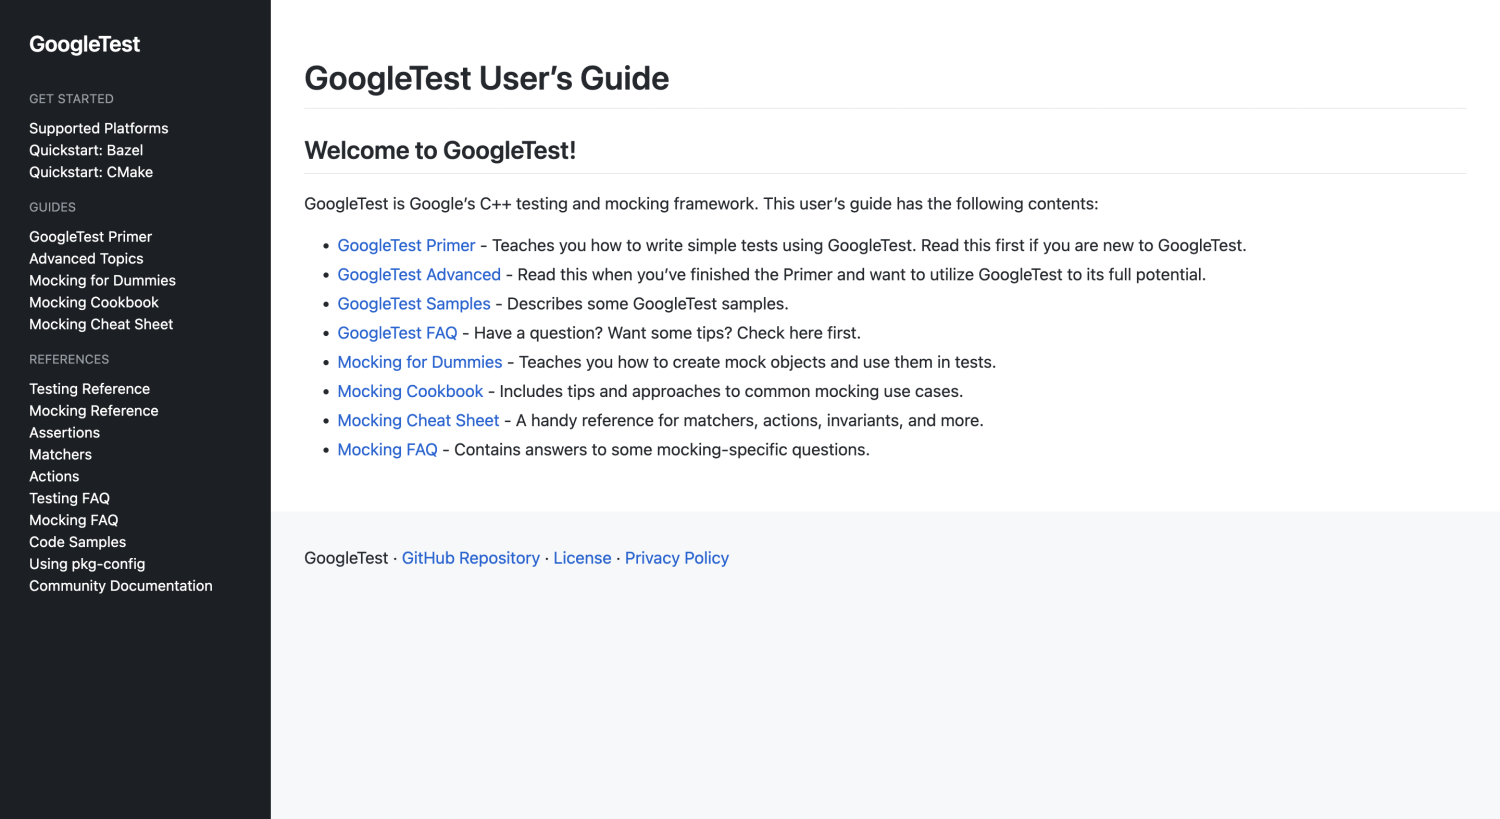 GoogleTest
GET STARTED
Supported Platforms
Quickstart: Bazel
Quickstart: CMake
GUIDES
GoogleTest Primer
Advanced Topics
Mocking for Dummies
Mocking Cookbook
Mocking Cheat Sheet
REFERENCES
Testing Reference
Mocking Reference
Assertions
Matchers
Actions
Testing FAQ
Mocking FAQ
Code Samples
Using pkg-config
Community Documentation
GoogleTest User’s Guide
Welcome to GoogleTest!
GoogleTest is Google’s C++ testing and mocking framework. This user’s guide has the following contents:
• GoogleTest Primer - Teaches you how to write simple tests using GoogleTest. Read this first if you are new to GoogleTest.
• GoogleTest Advanced - Read this when you’ve finished the Primer and want to utilize GoogleTest to its full potential.
• GoogleTest Samples - Describes some GoogleTest samples.
• GoogleTest FAQ - Have a question? Want some tips? Check here first.
• Mocking for Dummies - Teaches you how to create mock objects and use them in tests.
• Mocking Cookbook - Includes tips and approaches to common mocking use cases.
• Mocking Cheat Sheet - A handy reference for matchers, actions, invariants, and more.
• Mocking FAQ - Contains answers to some mocking-specific questions.
GoogleTest · GitHub Repository · License · Privacy Policy